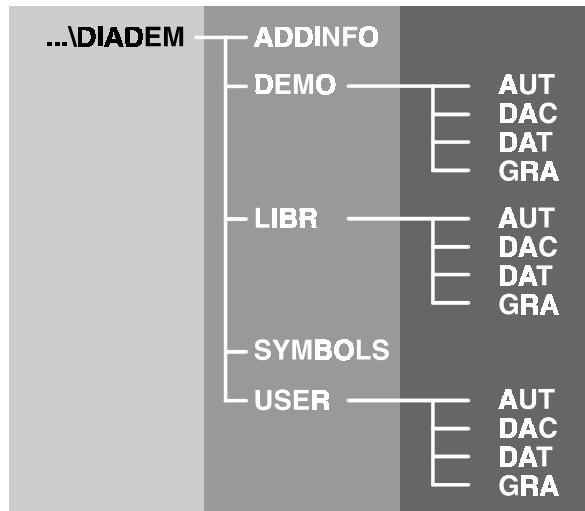 ...\DIADEM
ADDINFO
DEMO
AUT
DAC
DAT
GRA
LIBR
AUT
DAC
DAT
GRA
SYMBOLS
USER
AUT
DAC
DAT
GRA